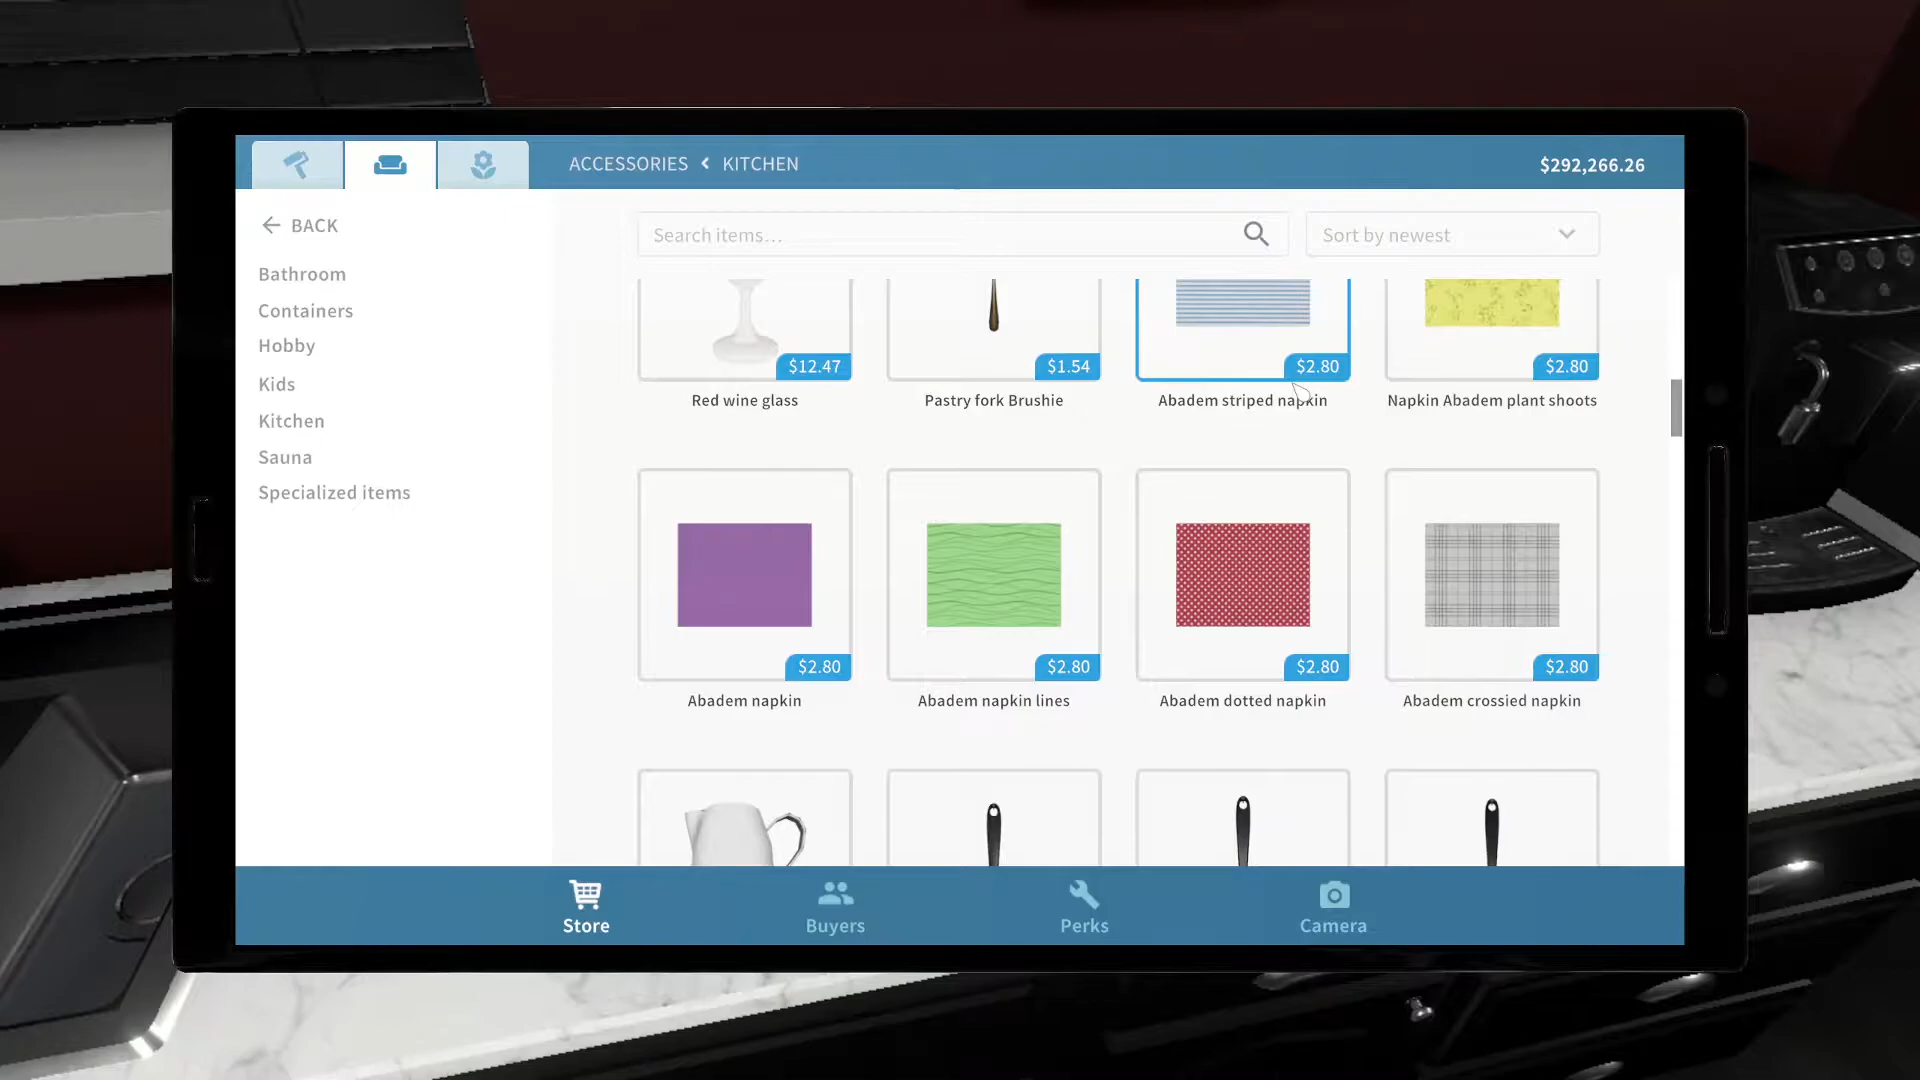 ACCESSORIES < KITCHEN
$292,266.26
BACK
Bathroom
Containers
Hobby
Kids
Kitchen
Sauna
Specialized items
Search items...
Sort by newest
$12.47
$1.54
$2.80
$2.80
Red wine glass
Pastry fork Brushie
Abadem striped napkin
Napkin Abadem plant shoots
$2.80
$2.80
$2.80
$2.80
Abadem napkin
Abadem napkin lines
Abadem dotted napkin
Abadem crossied napkin
Store
Buyers
Perks
Camera